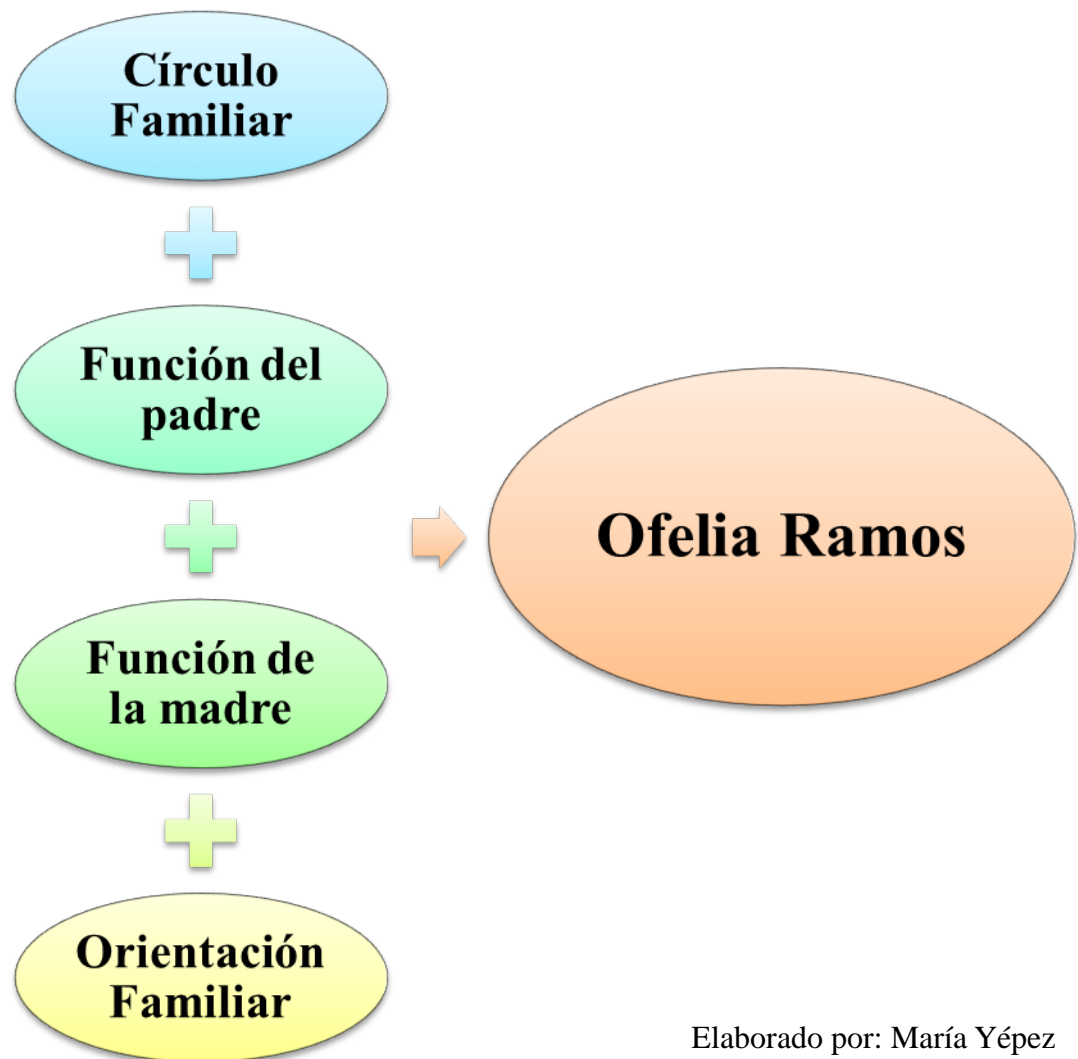 Círculo
Familiar
Función del
padre
Ofelia Ramos
Función de
la madre
Orientación
Familiar
Elaborado por: María Yépez